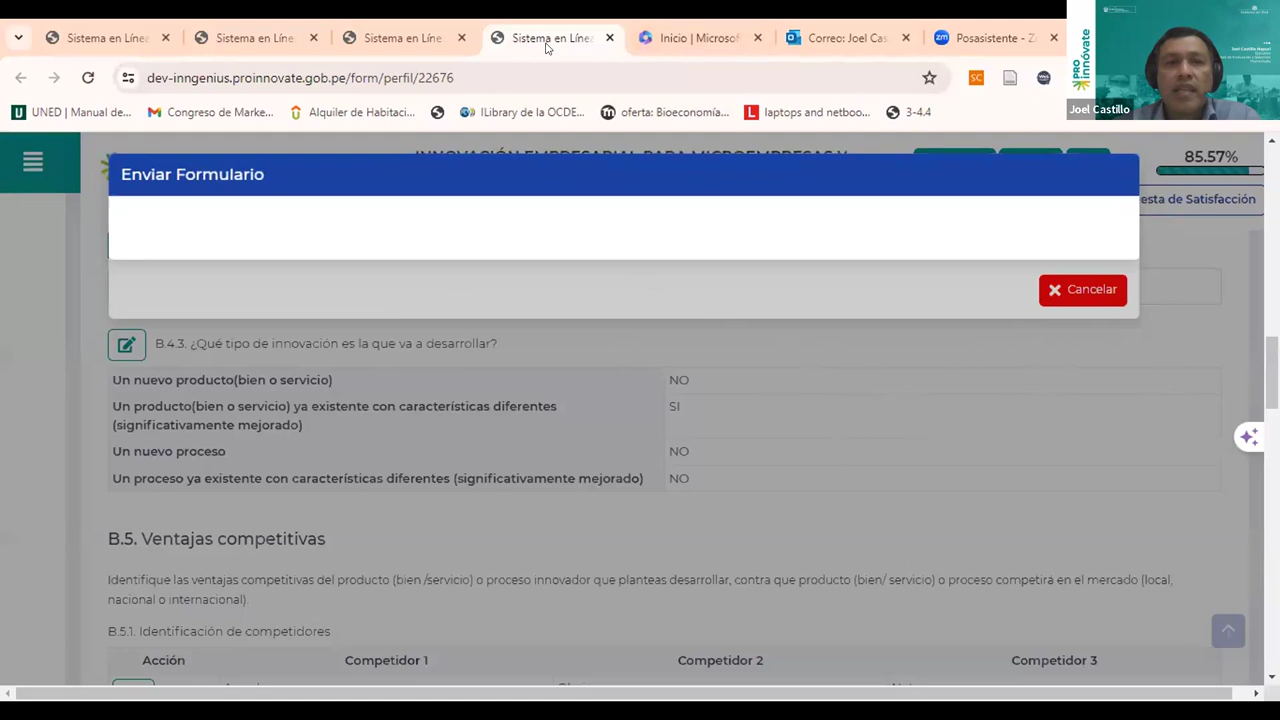 Sistema en Línea
Sistema en Líne
Sistema en Líne
Sistema en Línea
Inicio | Microsof
Correo: Joel Cas
Posasistente - Z
dev-inngenius.proinnovate.gob.pe/form/perfil/22676
UNED | Manual de...
Congreso de Marke...
Alquiler de Habitaci...
ILibrary de la OCDE...
oferta: Bioeconomía...
laptops and netboo...
3-4.4
PRO innóvate
Joel Castillo
85.57%
esta de Satisfacción
Enviar Formulario
Cancelar
B.4.3. ¿Qué tipo de innovación es la que va a desarrollar?
Un nuevo producto(bien o servicio) NO
Un producto(bien o servicio) ya existente con características diferentes SI
(significativamente mejorado)
Un nuevo proceso NO
Un proceso ya existente con características diferentes (significativamente mejorado) NO
B.5. Ventajas competitivas
Identifique las ventajas competitivas del producto (bien /servicio) o proceso innovador que planteas desarrollar, contra que producto (bien/ servicio) o proceso competirá en el mercado (local,
nacional o internacional).
B.5.1. Identificación de competidores
Acción Competidor 1 Competidor 2 Competidor 3